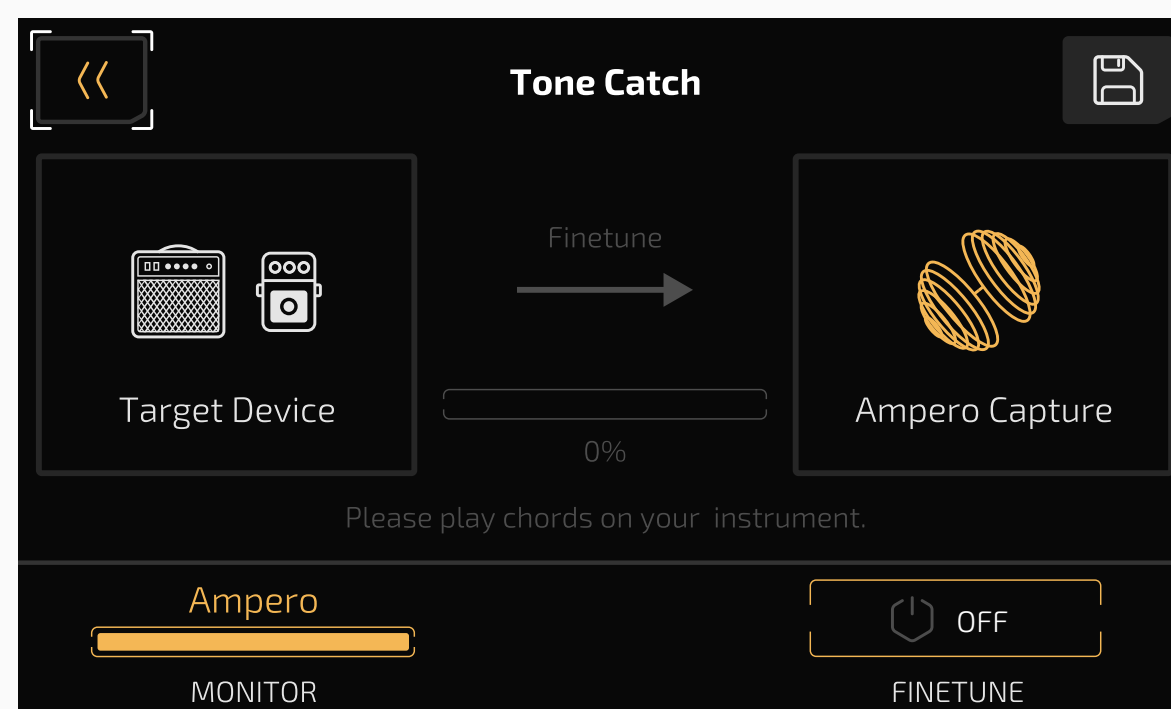 Tone Catch
Finetune
Target Device
Ampero Capture
0%
Please play chords on your instrument.
Ampero
OFF
MONITOR
FINETUNE